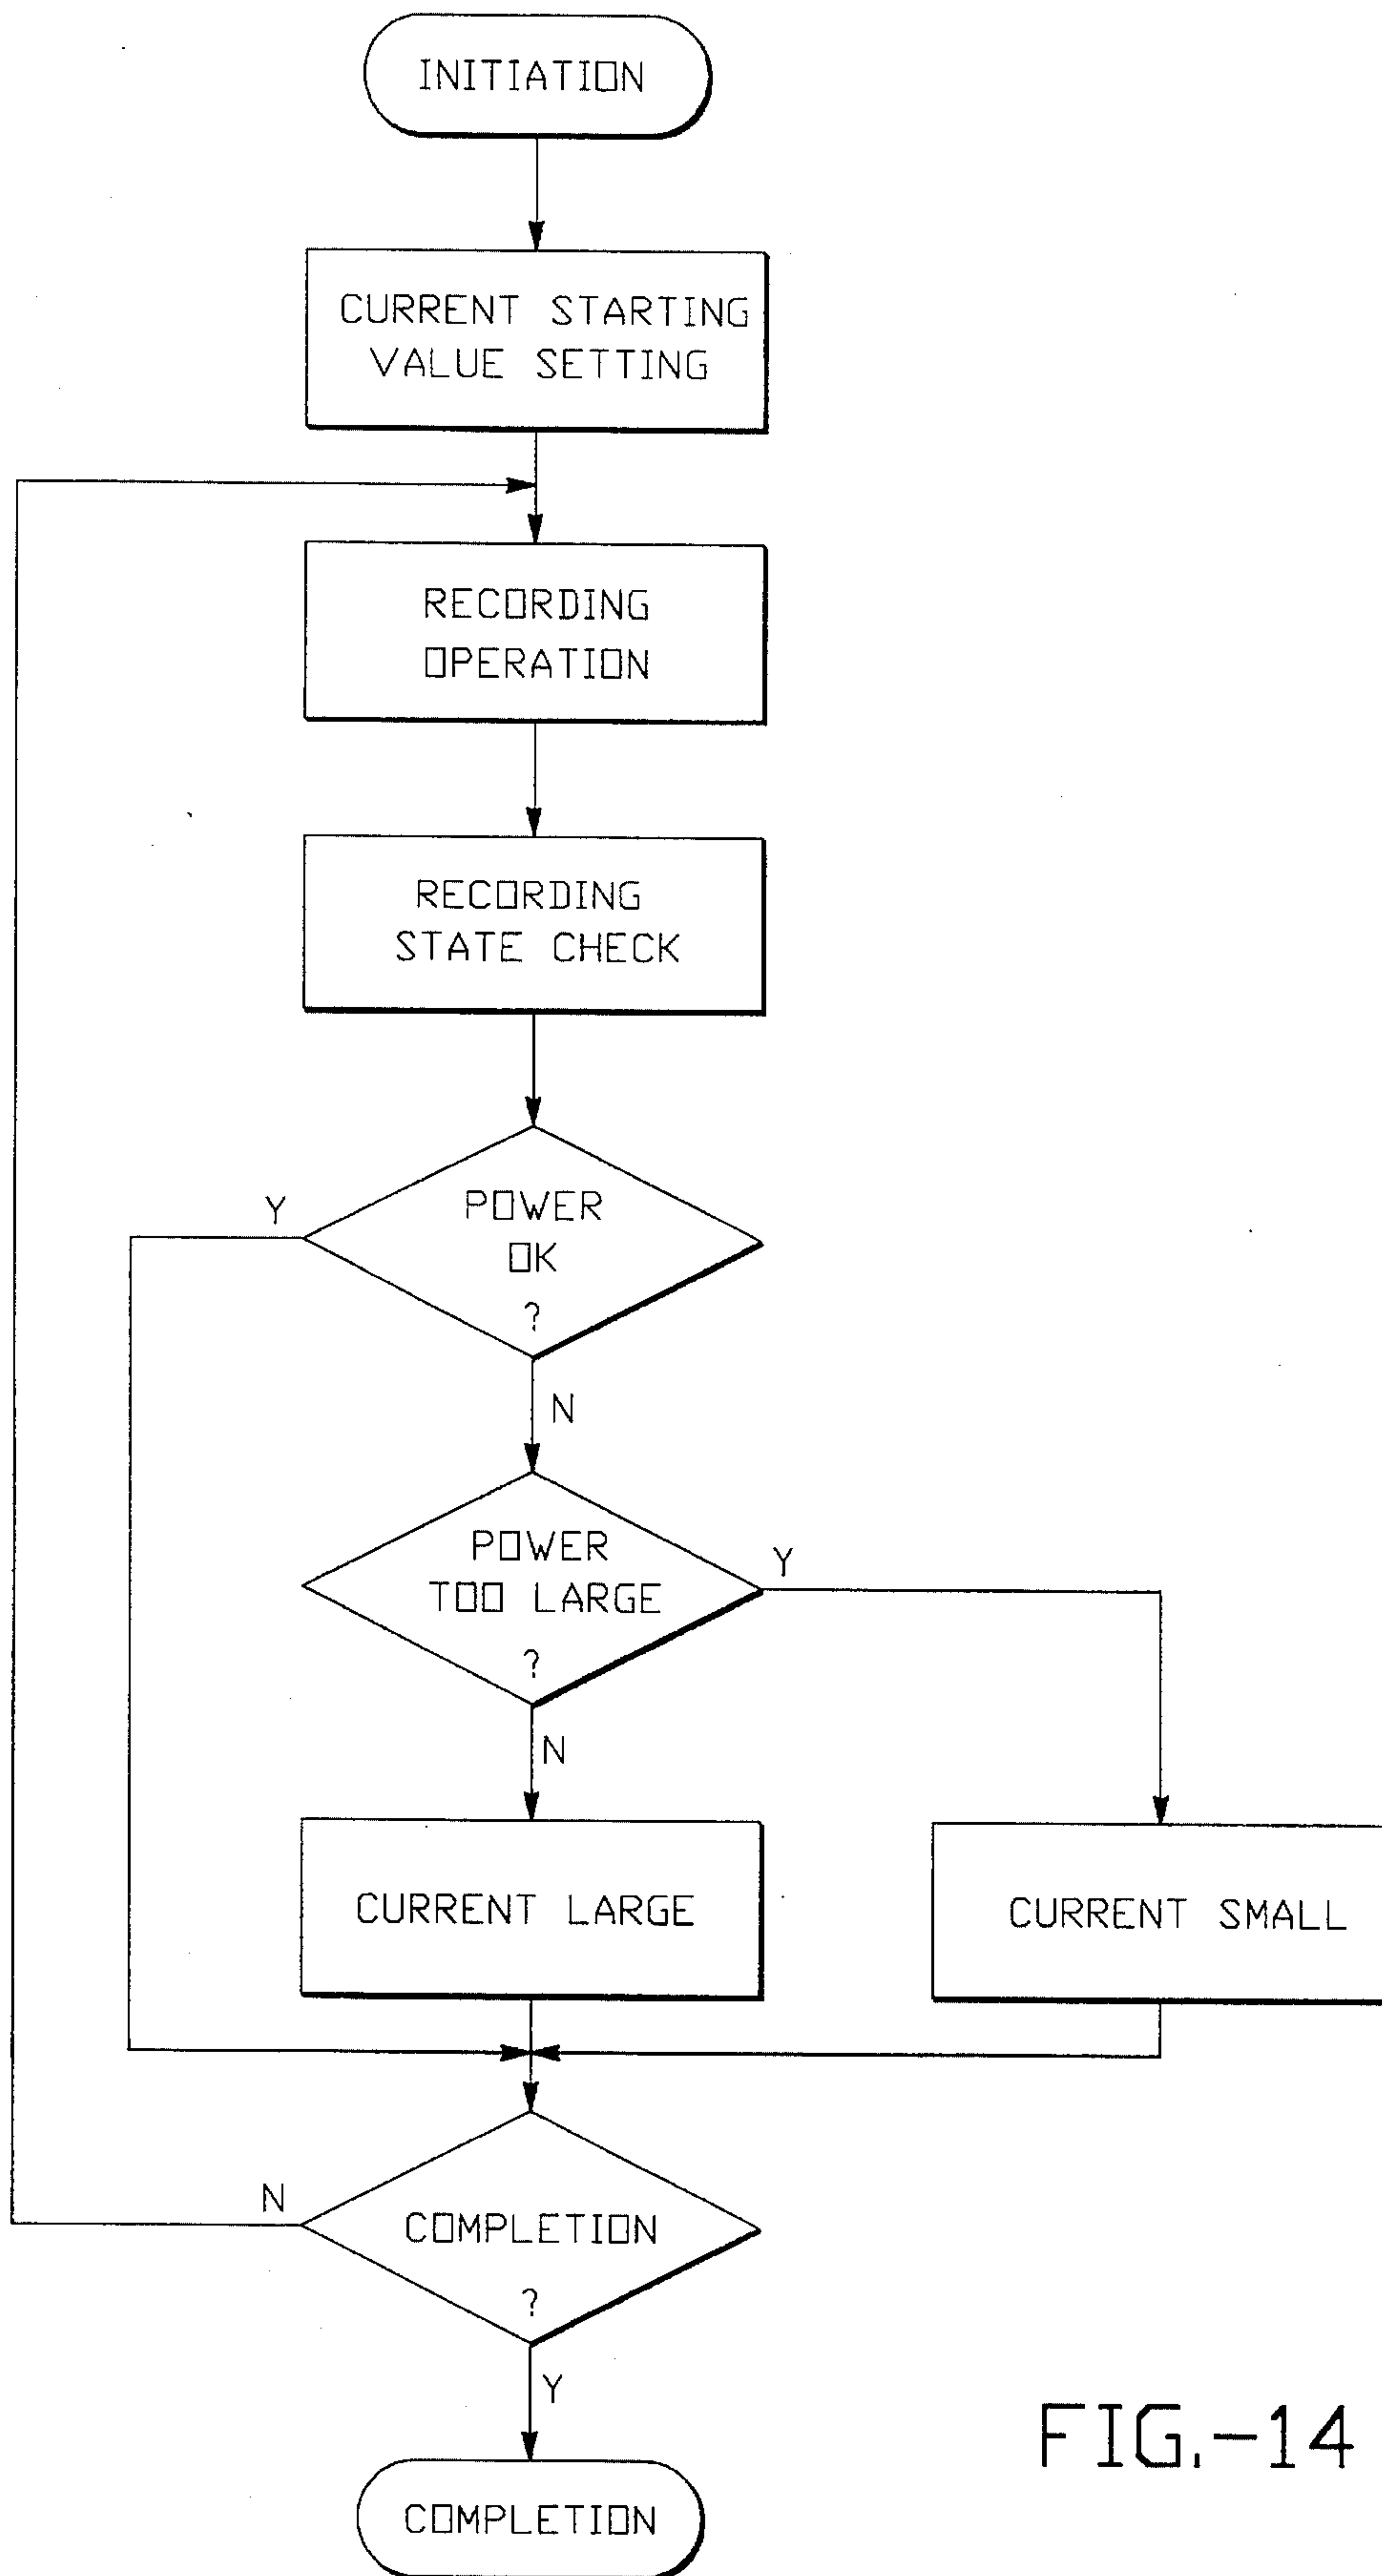 INITIATION
CURRENT STARTING
VALUE SETTING
RECORDING
OPERATION
RECORDING
STATE CHECK
Y
POWER
OK
?
N
POWER
TOO LARGE
?
Y
N
CURRENT LARGE
CURRENT SMALL
N
COMPLETION
?
Y
COMPLETION
FIG.-14